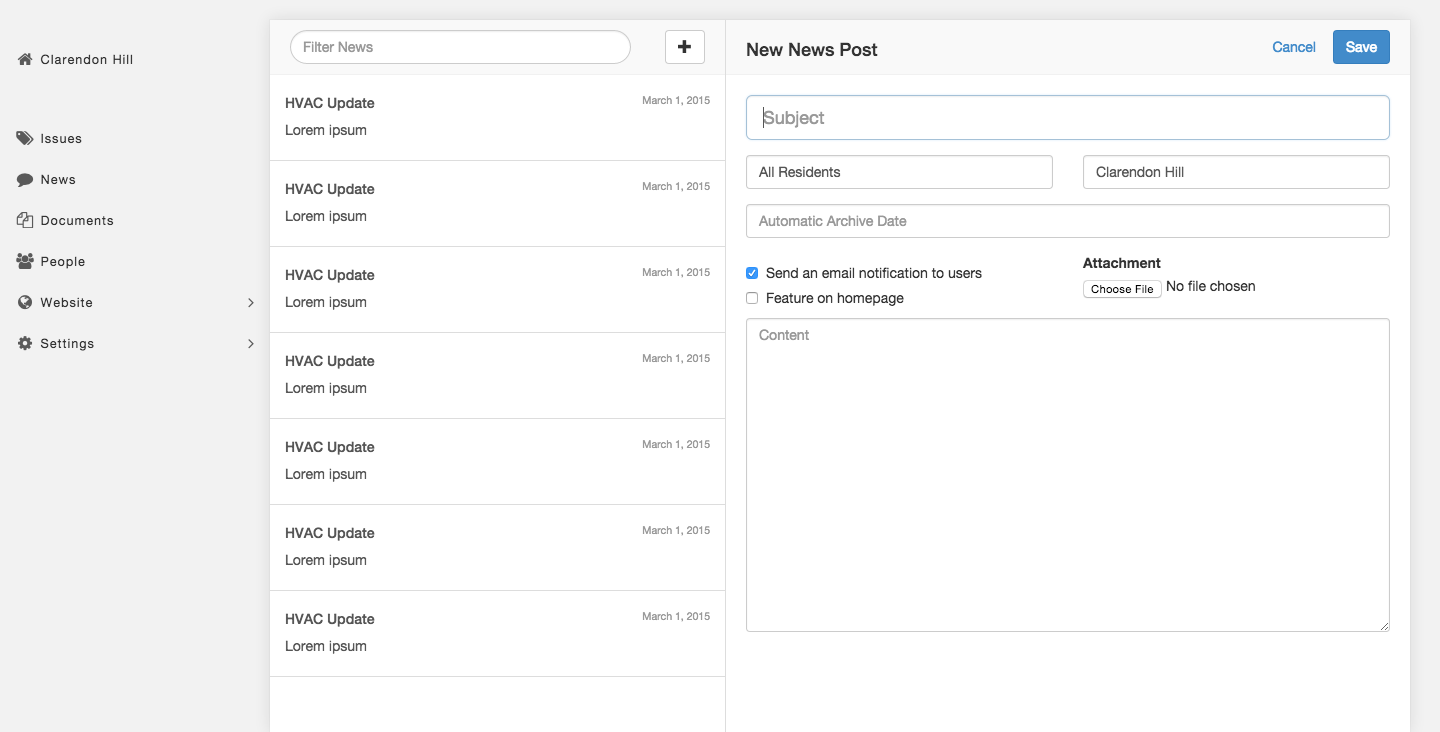 Clarendon Hill
Issues
News
Documents
People
Website
Settings
Filter News
HVAC Update March 1, 2015
Lorem ipsum
HVAC Update March 1, 2015
Lorem ipsum
HVAC Update March 1, 2015
Lorem ipsum
HVAC Update March 1, 2015
Lorem ipsum
HVAC Update March 1, 2015
Lorem ipsum
HVAC Update March 1, 2015
Lorem ipsum
HVAC Update March 1, 2015
Lorem ipsum
New News Post Cancel Save
Subject
All Residents Clarendon Hill
Automatic Archive Date
Send an email notification to users
Feature on homepage
Attachment
Choose File No file chosen
Content